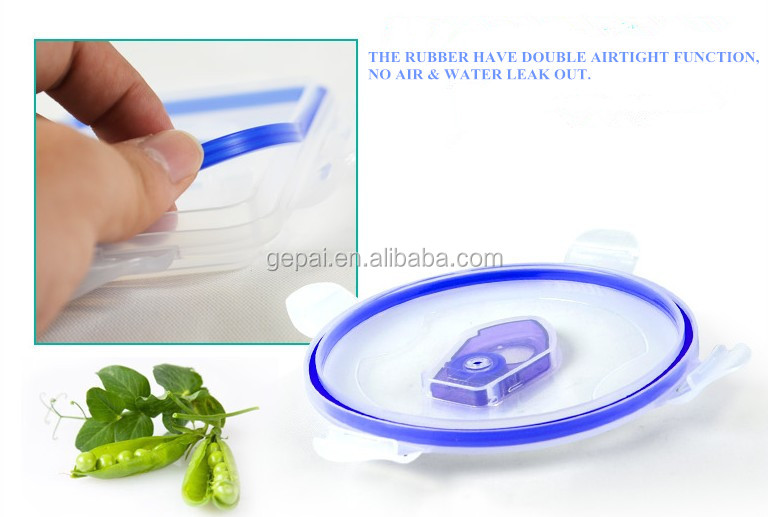 THE RUBBER HAVE DOUBLE AIRTIGHT FUNCTION,
NO AIR & WATER LEAK OUT.
gepai.en.alibaba.com